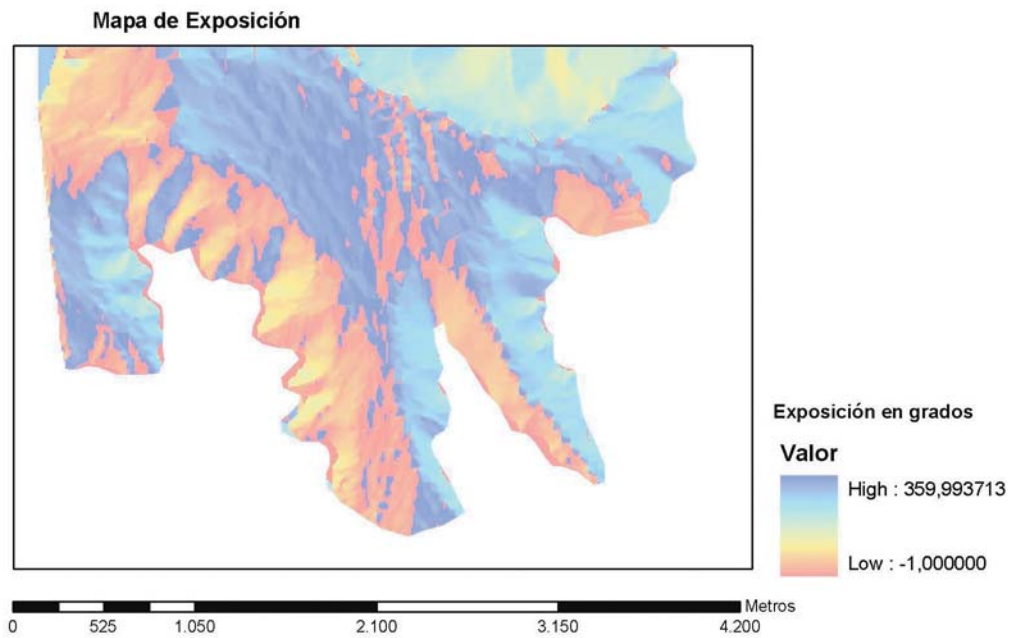 Mapa de Exposición
Exposición en grados
Valor
High : 359,993713
Low : -1,000000
Metros
0 525 1.050 2.100 3.150 4.200